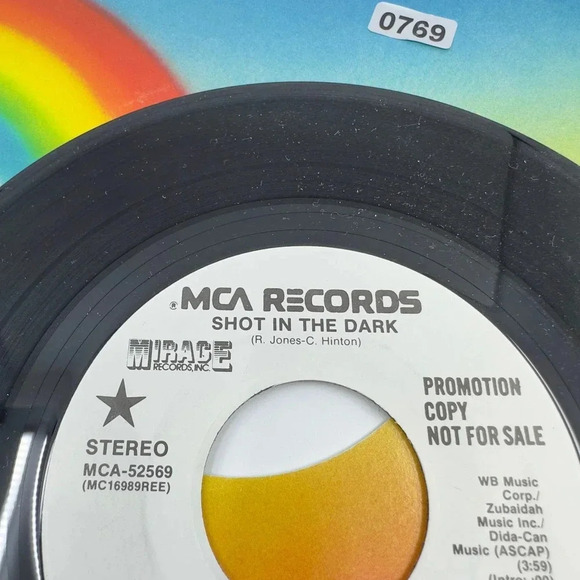 0769
® MCA RECORDS
SHOT IN THE DARK
(R. Jones-C. Hinton)
MIRAGE
RECORDS, INC.
PROMOTION
COPY
NOT FOR SALE
STEREO
MCA-52569
(MC16989REE)
WB Music
Corp./
Zubaidah
Music Inc./
Dida-Can
Music (ASCAP)
(3:59)
(Intro: